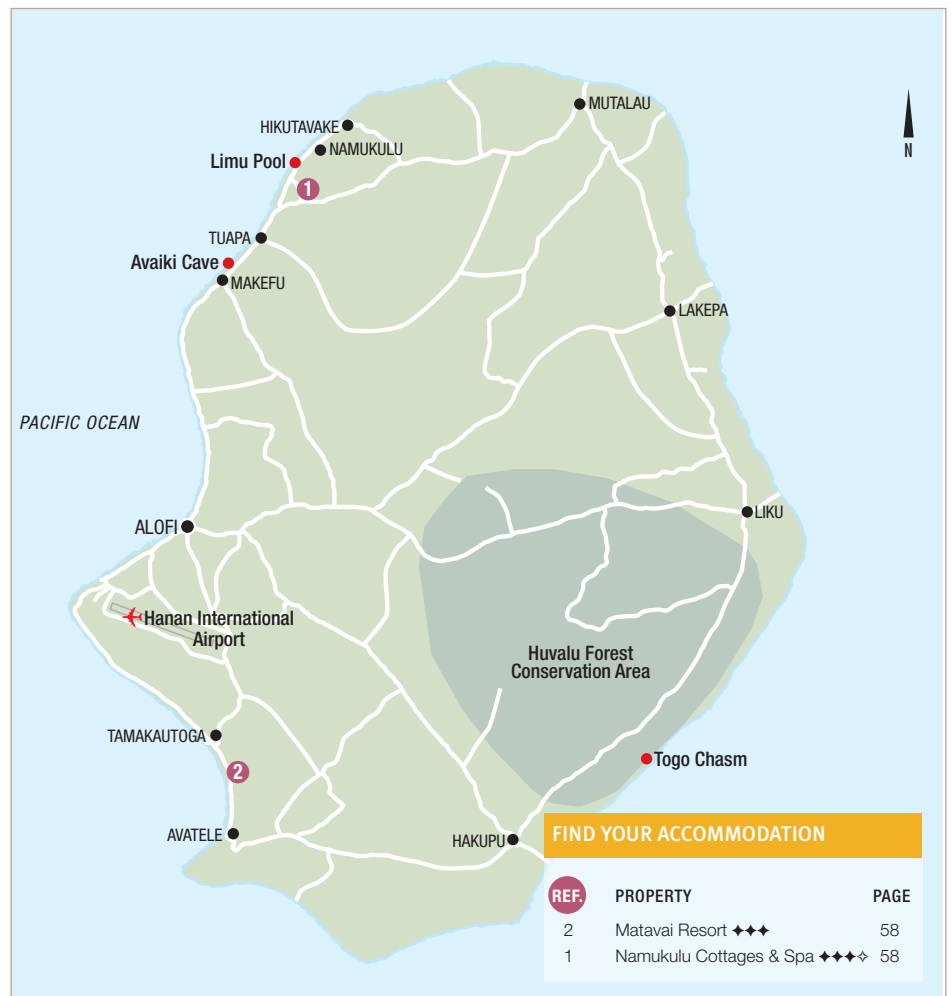 MUTALAU
HIKUTAVAKE
NAMUKULU
N
Limu Pool
1
TUAPA
Avaiki Cave
MAKEFU
LAKEPA
PACIFIC OCEAN
LIKU
ALOFI
Hanan International
Airport
Huvalu Forest
Conservation Area
TAMAKAUTOGA
Togo Chasm
2
AVATELE
HAKUPU
FIND YOUR ACCOMMODATION
REF. PROPERTY PAGE
2 Matavai Resort ✦✦✦ 58
1 Namukulu Cottages & Spa ✦✦✦✧ 58